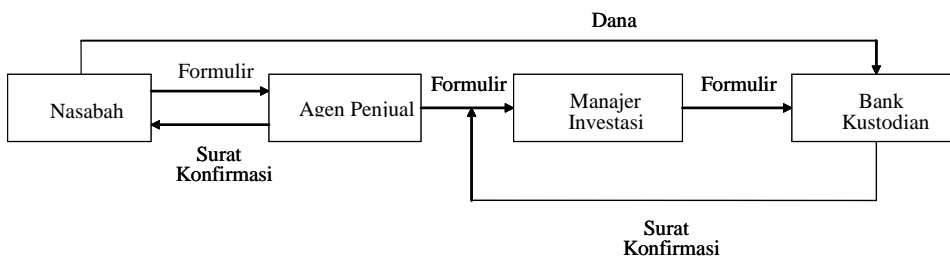 Dana
Formulir
Formulir
Formulir
Nasabah
Agen Penjual
Manajer
Investasi
Bank
Kustodian
Surat
Konfirmasi
Surat
Konfirmasi